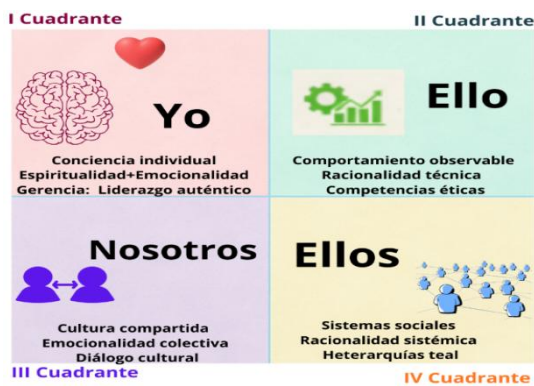 I Cuadrante
II Cuadrante
Yo
Conciencia individual
Espiritualidad+Emocionalidad
Gerencia: Liderazgo auténtico
Ello
Comportamiento observable
Racionalidad técnica
Competencias éticas
Nosotros
Cultura compartida
Emocionalidad colectiva
Diálogo cultural
Ellos
Sistemas sociales
Racionalidad sistémica
Heterarquías teal
III Cuadrante
IV Cuadrante